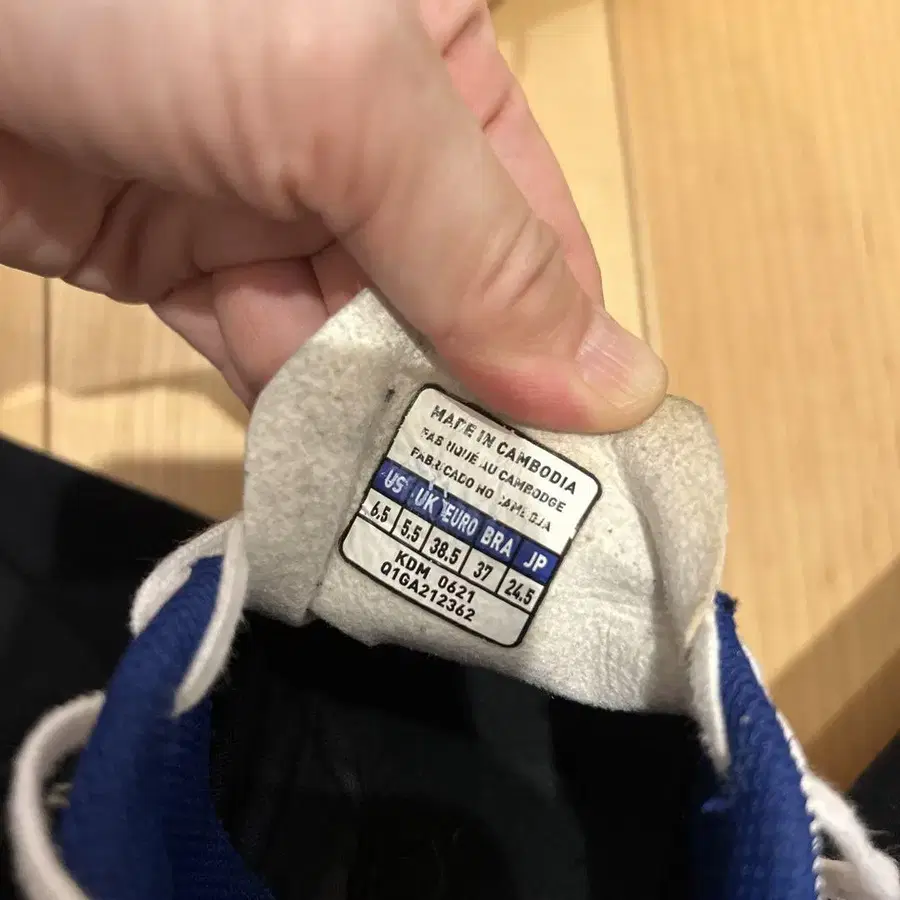 MADE IN CAMBODIA
FABRIQUÉ AU CAMBODGE
FABRICADO NO CAMBOJA
US UK EURO BRA JP
6.5 5.5 38.5 37 24.5
KDM 0621
Q1GA212362